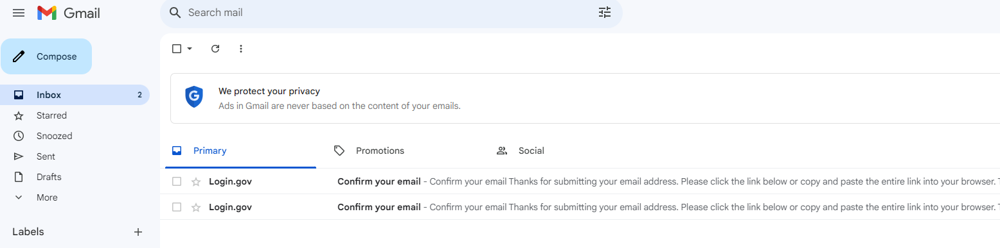 Gmail
Search mail
Compose
We protect your privacy
Ads in Gmail are never based on the content of your emails.
Inbox 2
Starred
Snoozed
Sent
Drafts
More
Labels
Primary Promotions Social
Login.gov Confirm your email - Confirm your email Thanks for submitting your email address. Please click the link below or copy and paste the entire link into your browser. T
Login.gov Confirm your email - Confirm your email Thanks for submitting your email address. Please click the link below or copy and paste the entire link into your browser. T